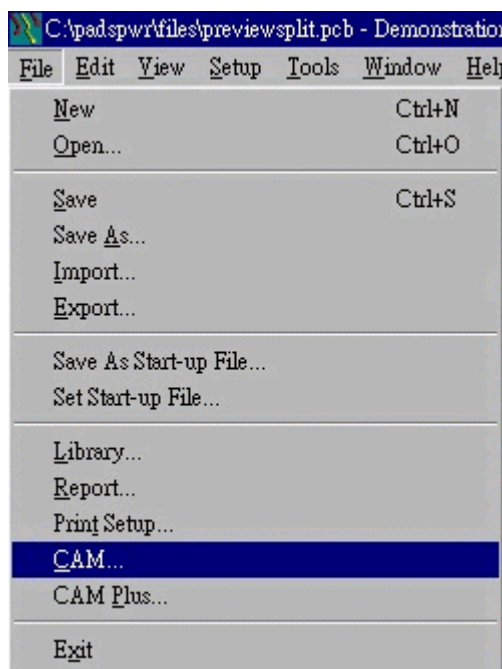 C:\padspwr\files\previewsplit.pcb - Demonstration
File Edit View Setup Tools Window Help
New Ctrl+N
Open... Ctrl+O
Save Ctrl+S
Save As...
Import...
Export...
Save As Start-up File...
Set Start-up File...
Library...
Report...
Print Setup...
CAM...
CAM Plus...
Exit